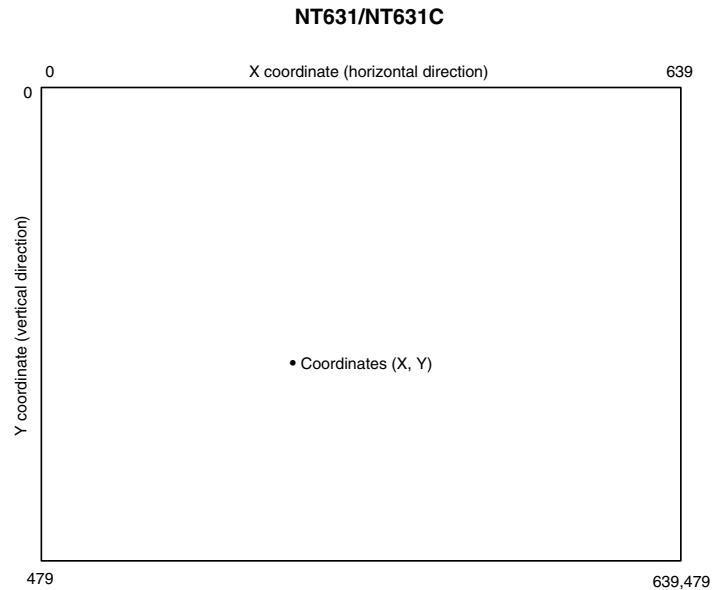 NT631/NT631C
0 X coordinate (horizontal direction) 639
0
Y coordinate (vertical direction)
• Coordinates (X, Y)
479
639,479